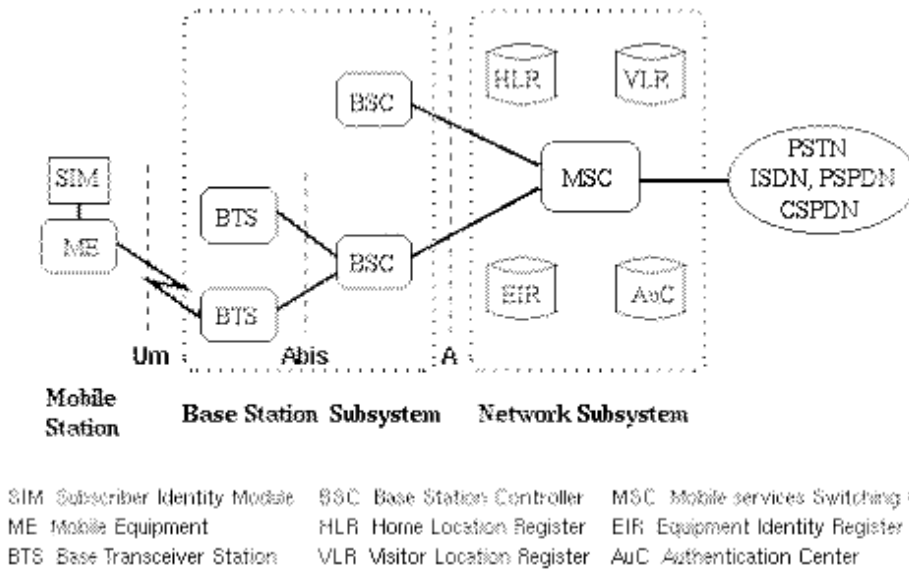 HLR
VLR
BSC
PSTN
ISDN, PSPDN
CSPDN
MSC
SIM
ME
BTS
BSC
BTS
EIR
AuC
Um
Abis
A
Mobile
Station
Base Station Subsystem
Network Subsystem
SIM Subscriber Identity Module BSC Base Station Controller MSC Mobile services Switching
ME Mobile Equipment HLR Home Location Register EIR Equipment Identity Register
BTS Base Transceiver Station VLR Visitor Location Register AuC Authentication Center